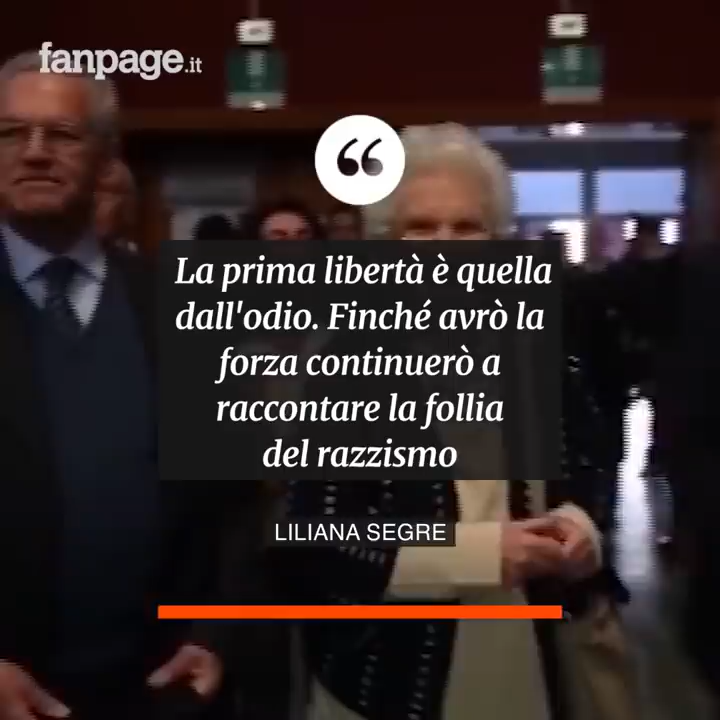 fanpage.it
“
La prima libertà è quella
dall'odio. Finché avrò la
forza continuerò a
raccontare la follia
del razzismo
LILIANA SEGRE